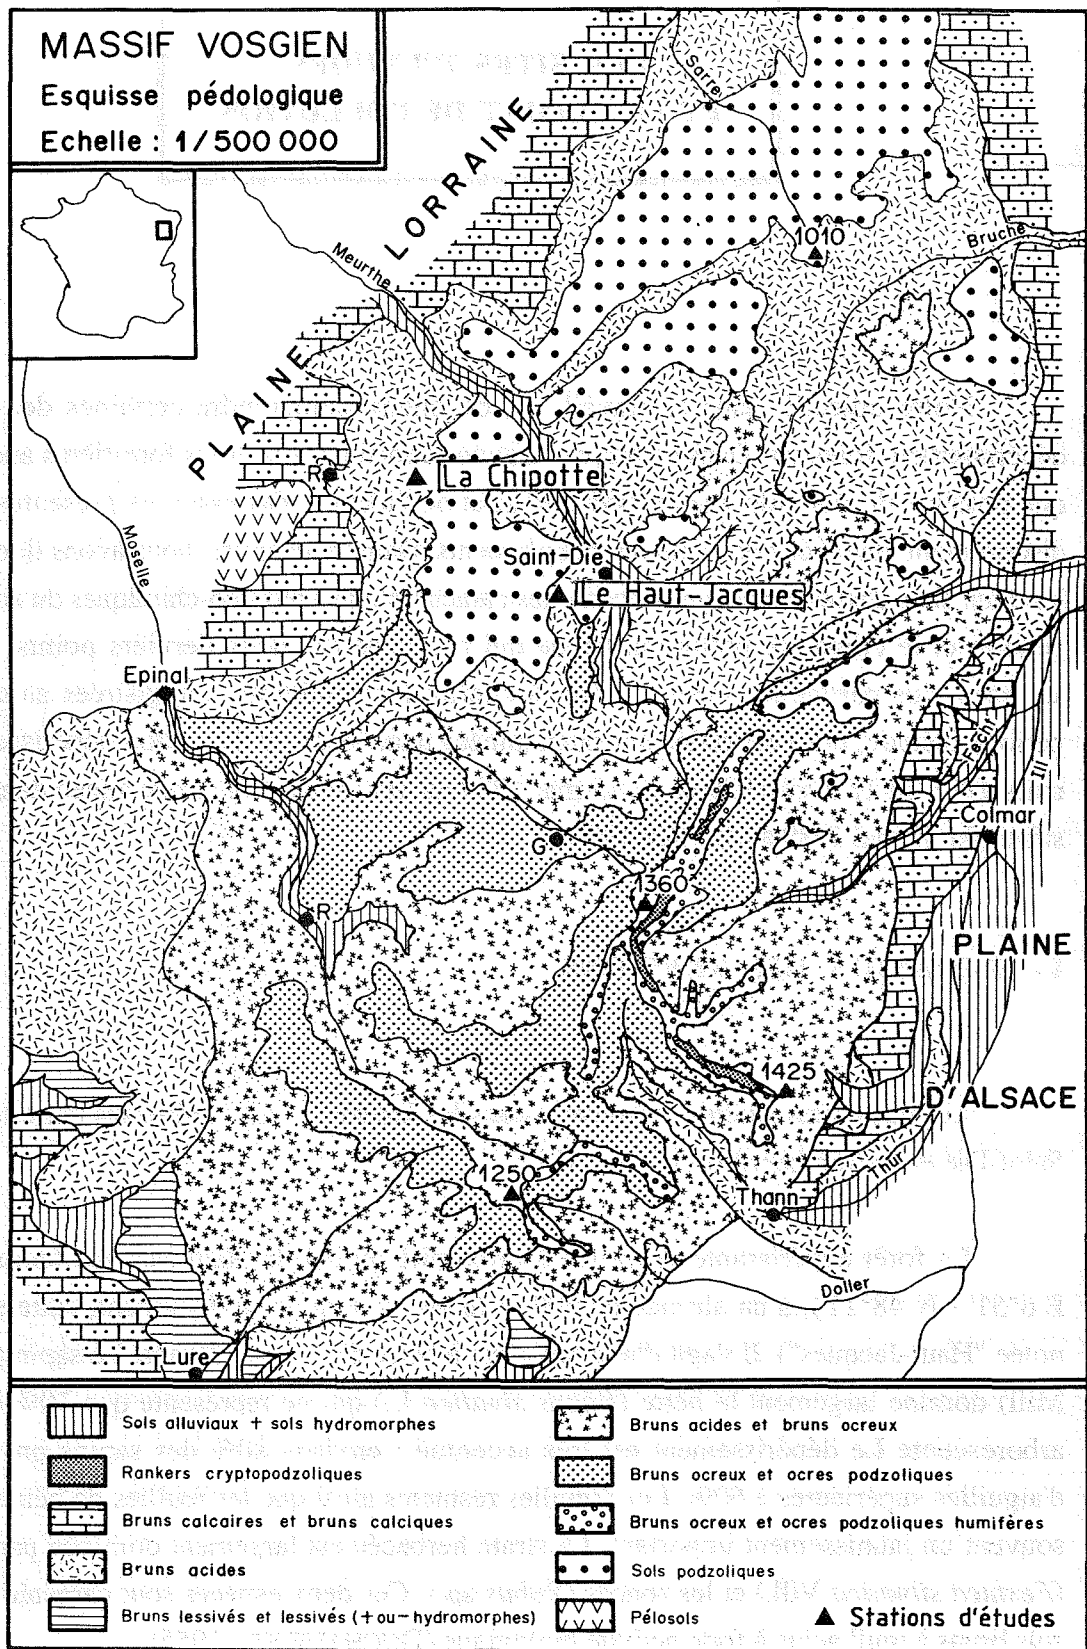 MASSIF VOSGIEN
Esquisse pédologique
Echelle : 1/500 000
PLAINE LORRAINE
Sarre
Meurthe
1010
Bruche
R
La Chipotte
Moselle
Saint-Dié
Le Haut-Jacques
Epinal
Fecht
Ill
Colmar
G
1360
R
PLAINE
1425
D'ALSACE
1250
Thur
Thann
Doller
Lure
Sols alluviaux + sols hydromorphes
Rankers cryptopodzoliques
Bruns calcaires et bruns calciques
Bruns acides
Bruns lessivés et lessivés (+ou- hydromorphes)
Bruns acides et bruns ocreux
Bruns ocreux et ocres podzoliques
Bruns ocreux et ocres podzoliques humifères
Sols podzoliques
Pélosols
Stations d'études